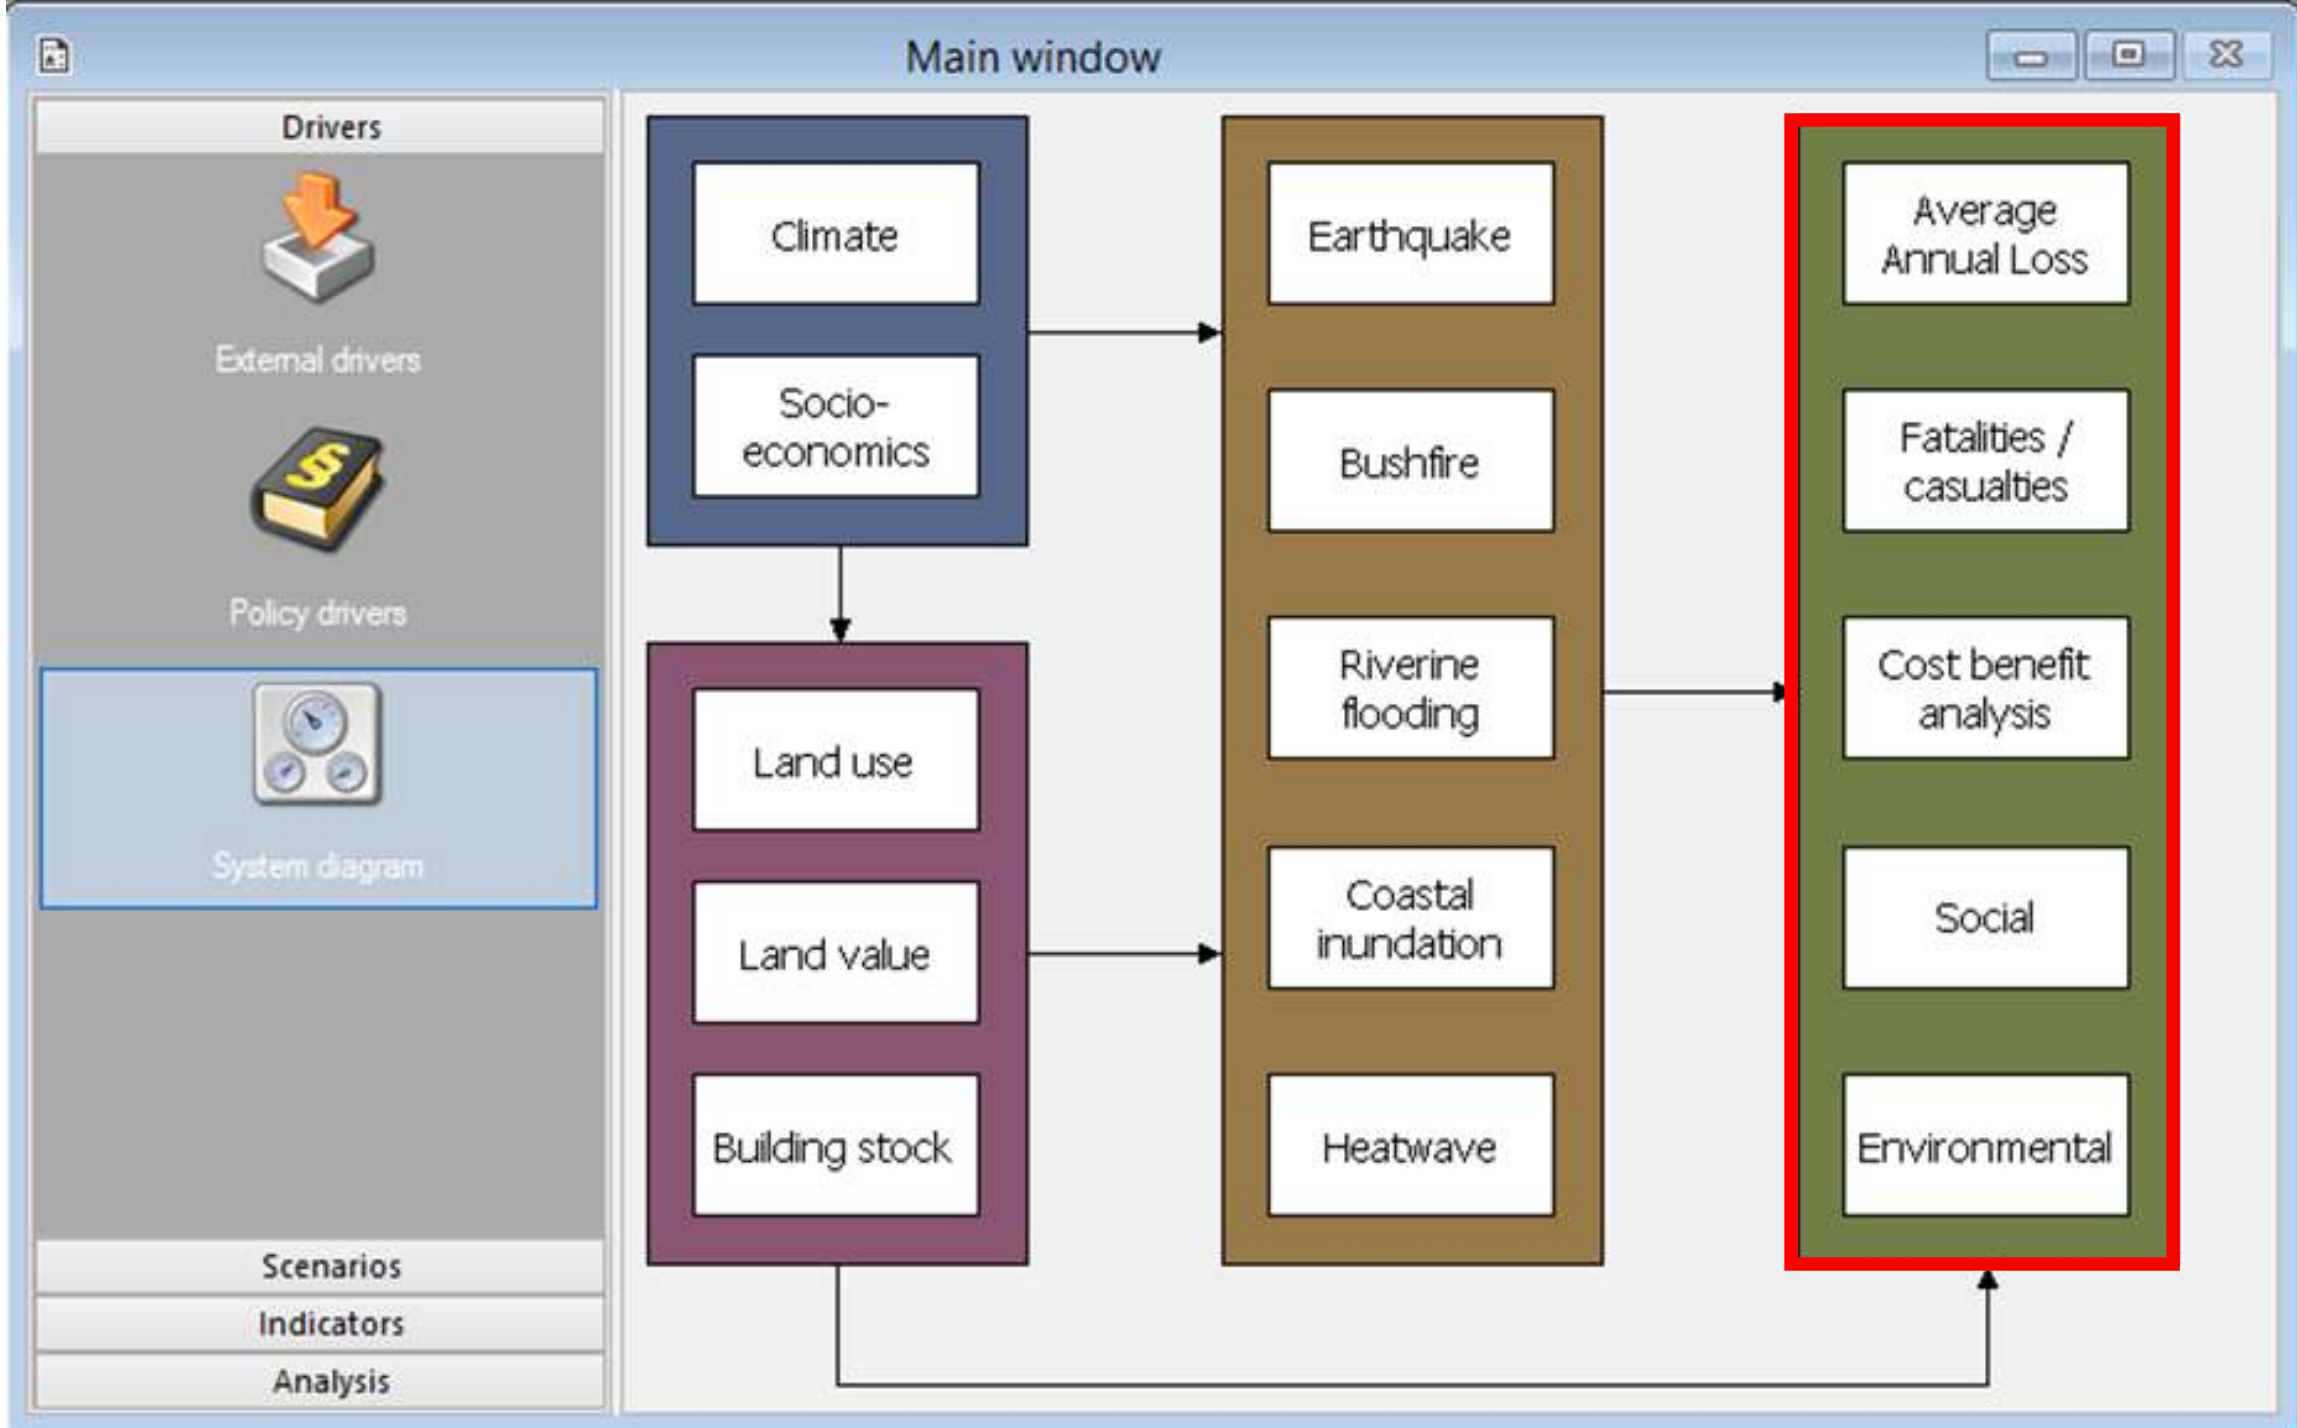 Main window
Drivers
External drivers
Policy drivers
System diagram
Scenarios
Indicators
Analysis
Climate
Socio-
economics
Land use
Land value
Building stock
Earthquake
Bushfire
Riverine
flooding
Coastal
inundation
Heatwave
Average
Annual Loss
Fatalities /
casualties
Cost benefit
analysis
Social
Environmental